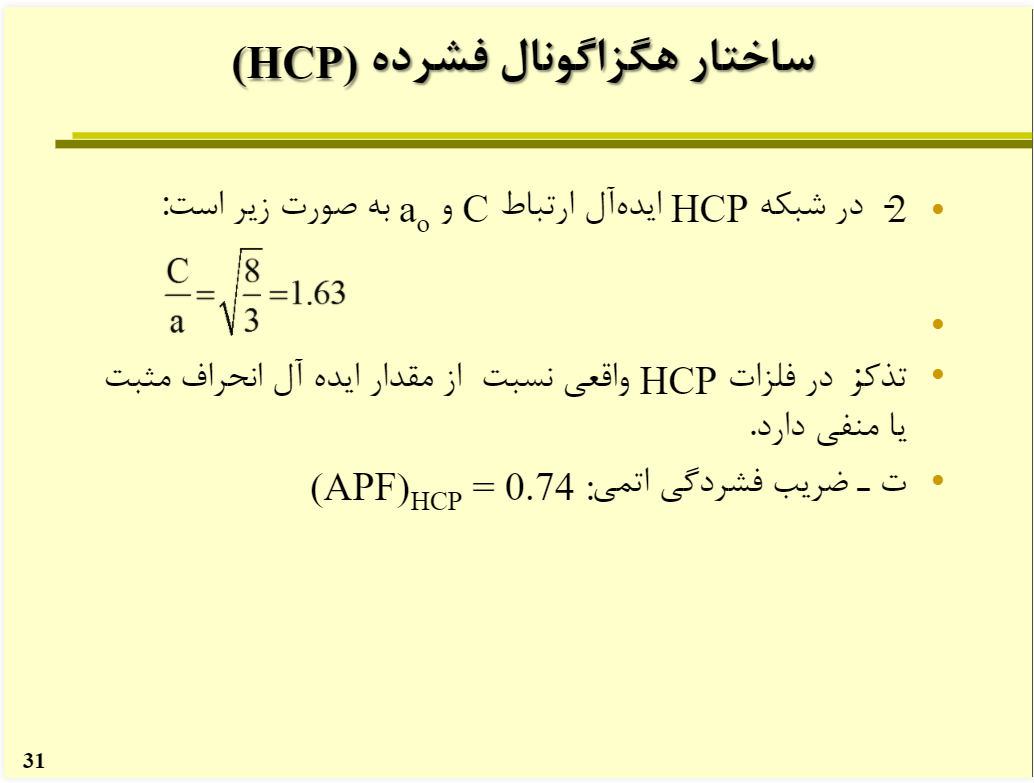 ساختار هگزاگونال فشرده (HCP)
• 2- در شبکه HCP ایده‌آل ارتباط C و aₒ به صورت زیر است:
C/a = √(8/3) = 1.63
•
• تذکر: در فلزات HCP واقعی نسبت از مقدار ایده آل انحراف مثبت
یا منفی دارد.
• ت ـ ضریب فشردگی اتمی: (APF)HCP = 0.74
31